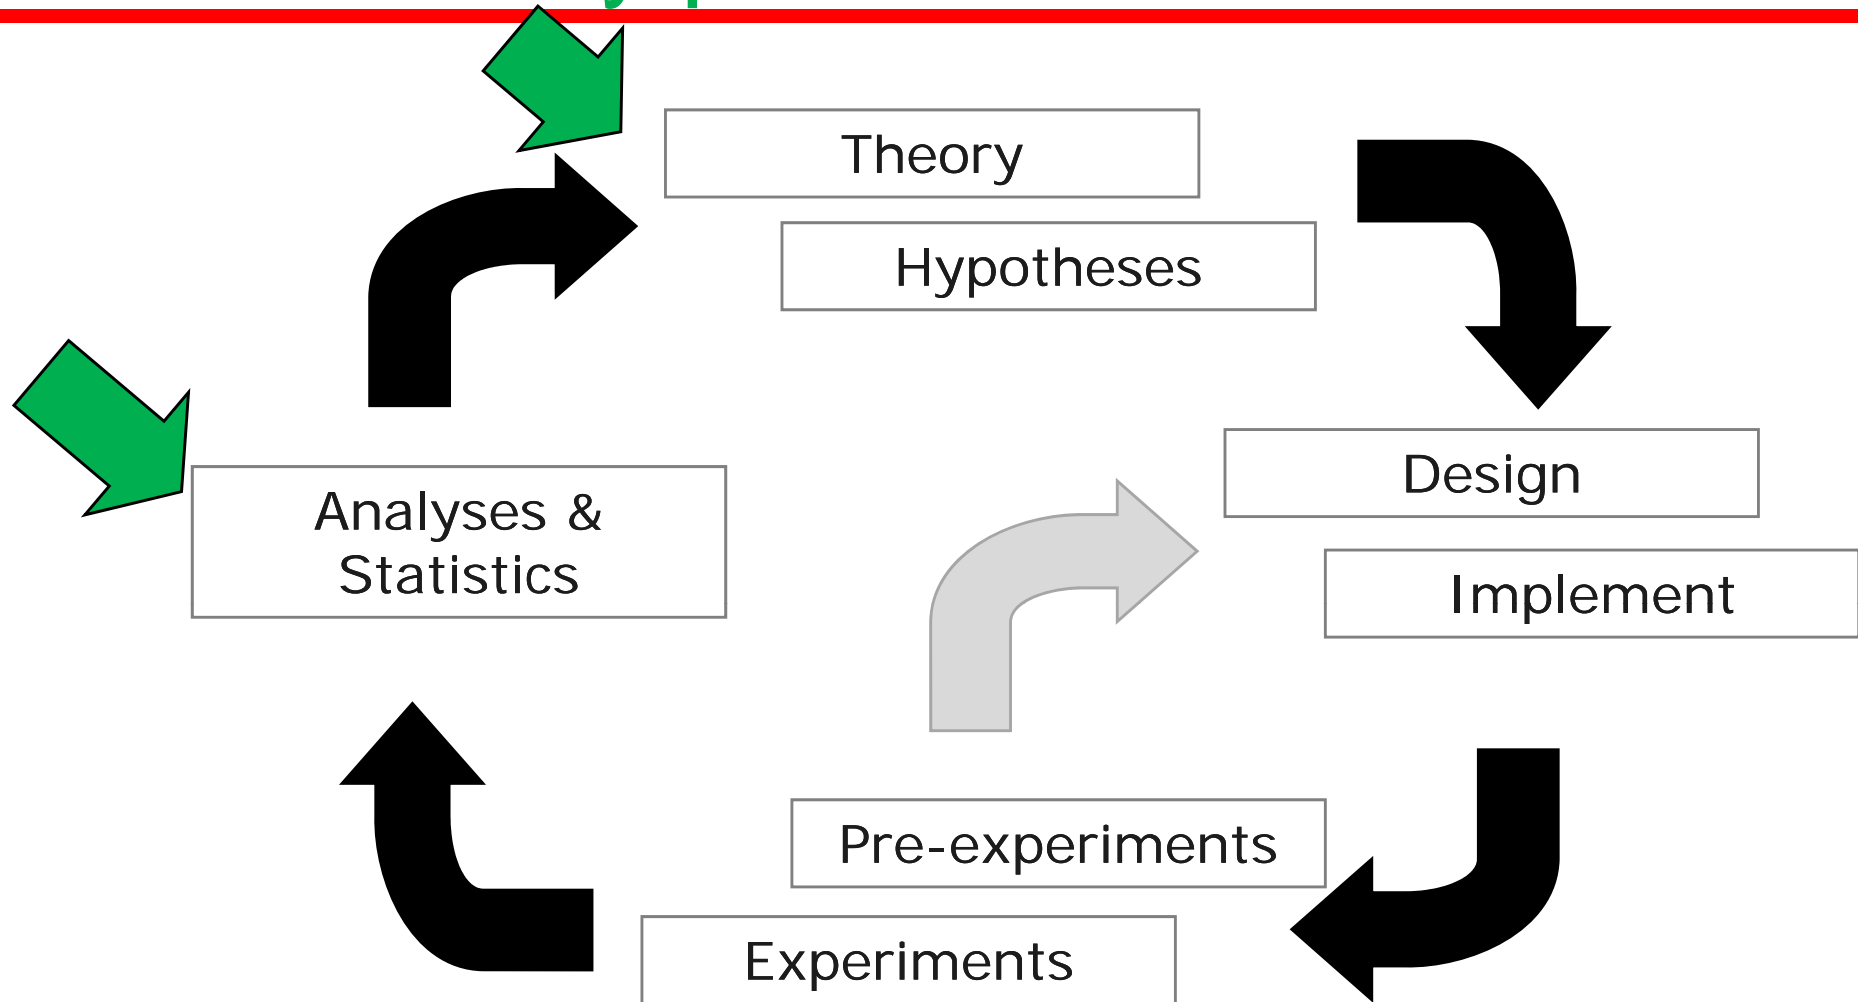 Theory
Hypotheses
Design
Implement
Analyses &
Statistics
Pre-experiments
Experiments